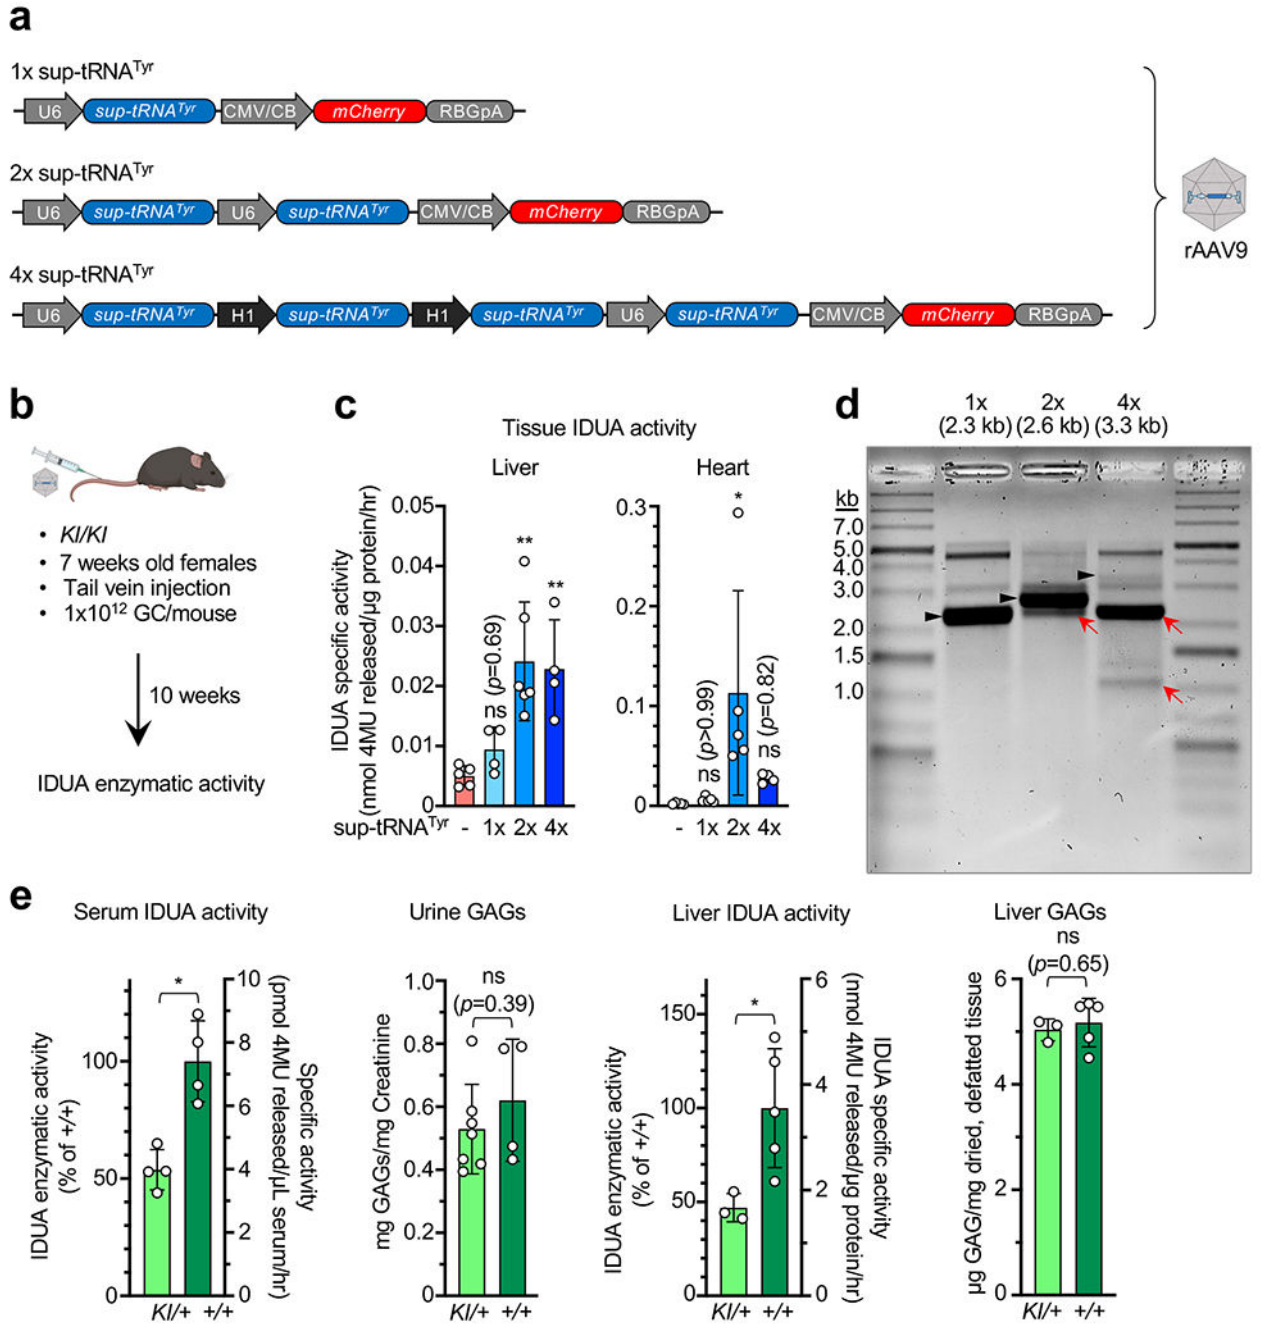 a
1x sup-tRNATyr
U6 sup-tRNATyr CMV/CB mCherry RBGpA
2x sup-tRNATyr
U6 sup-tRNATyr U6 sup-tRNATyr CMV/CB mCherry RBGpA
rAAV9
4x sup-tRNATyr
U6 sup-tRNATyr H1 sup-tRNATyr H1 sup-tRNATyr U6 sup-tRNATyr CMV/CB mCherry RBGpA
b
• KI/KI
• 7 weeks old females
• Tail vein injection
• 1x10¹² GC/mouse
10 weeks
IDUA enzymatic activity
c
Tissue IDUA activity
Liver
IDUA specific activity
(nmol 4MU released/µg protein/hr)
0.05
0.04
0.03
0.02
0.01
0
ns (p=0.69)
**
**
sup-tRNATyr - 1x 2x 4x
Heart
0.3
0.2
0.1
0
ns (p>0.99)
*
ns (p=0.82)
- 1x 2x 4x
d
1x 2x 4x
(2.3 kb) (2.6 kb) (3.3 kb)
kb
7.0
5.0
4.0
3.0
2.0
1.5
1.0
e
Serum IDUA activity
IDUA enzymatic activity
(% of +/+)
100
50
0
*
10
8
6
4
2
0
Specific activity
(pmol 4MU released/µL serum/hr)
KI/+ +/+
Urine GAGs
mg GAGs/mg Creatinine
1.0
0.8
0.6
0.4
0.2
0
ns
(p=0.39)
KI/+ +/+
Liver IDUA activity
IDUA enzymatic activity
(% of +/+)
150
100
50
0
*
6
4
2
0
IDUA specific activity
(nmol 4MU released/µg protein/hr)
KI/+ +/+
Liver GAGs
ns
(p=0.65)
µg GAG/mg dried, defatted tissue
6
4
2
0
KI/+ +/+